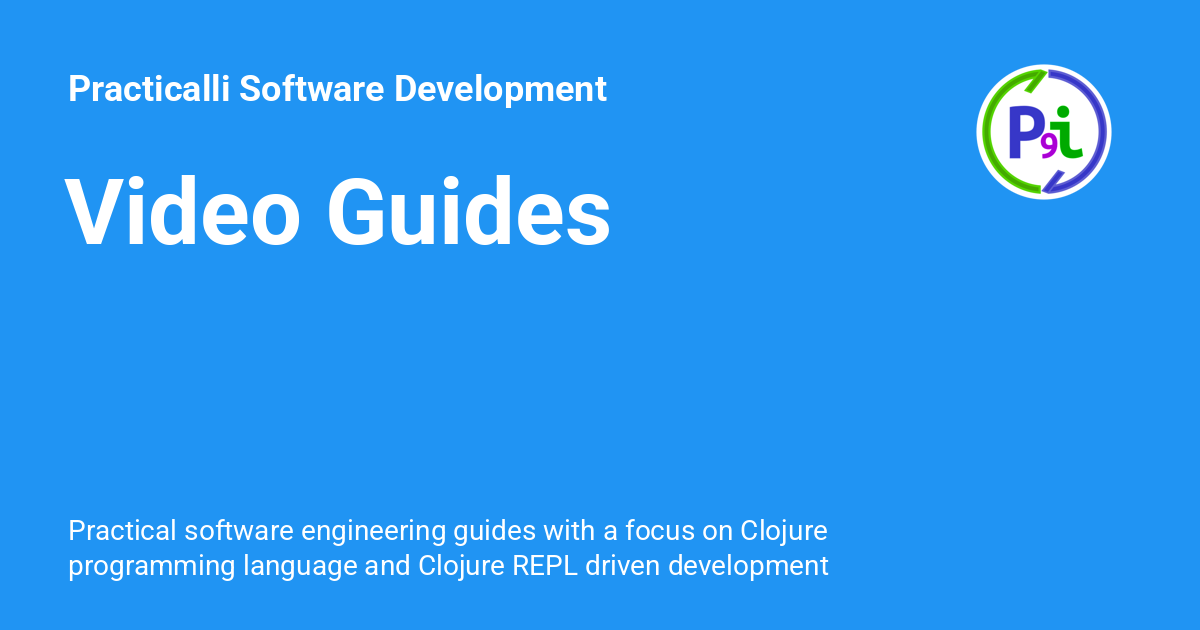 Practicalli Software Development
P9i
Video Guides
Practical software engineering guides with a focus on Clojure
programming language and Clojure REPL driven development